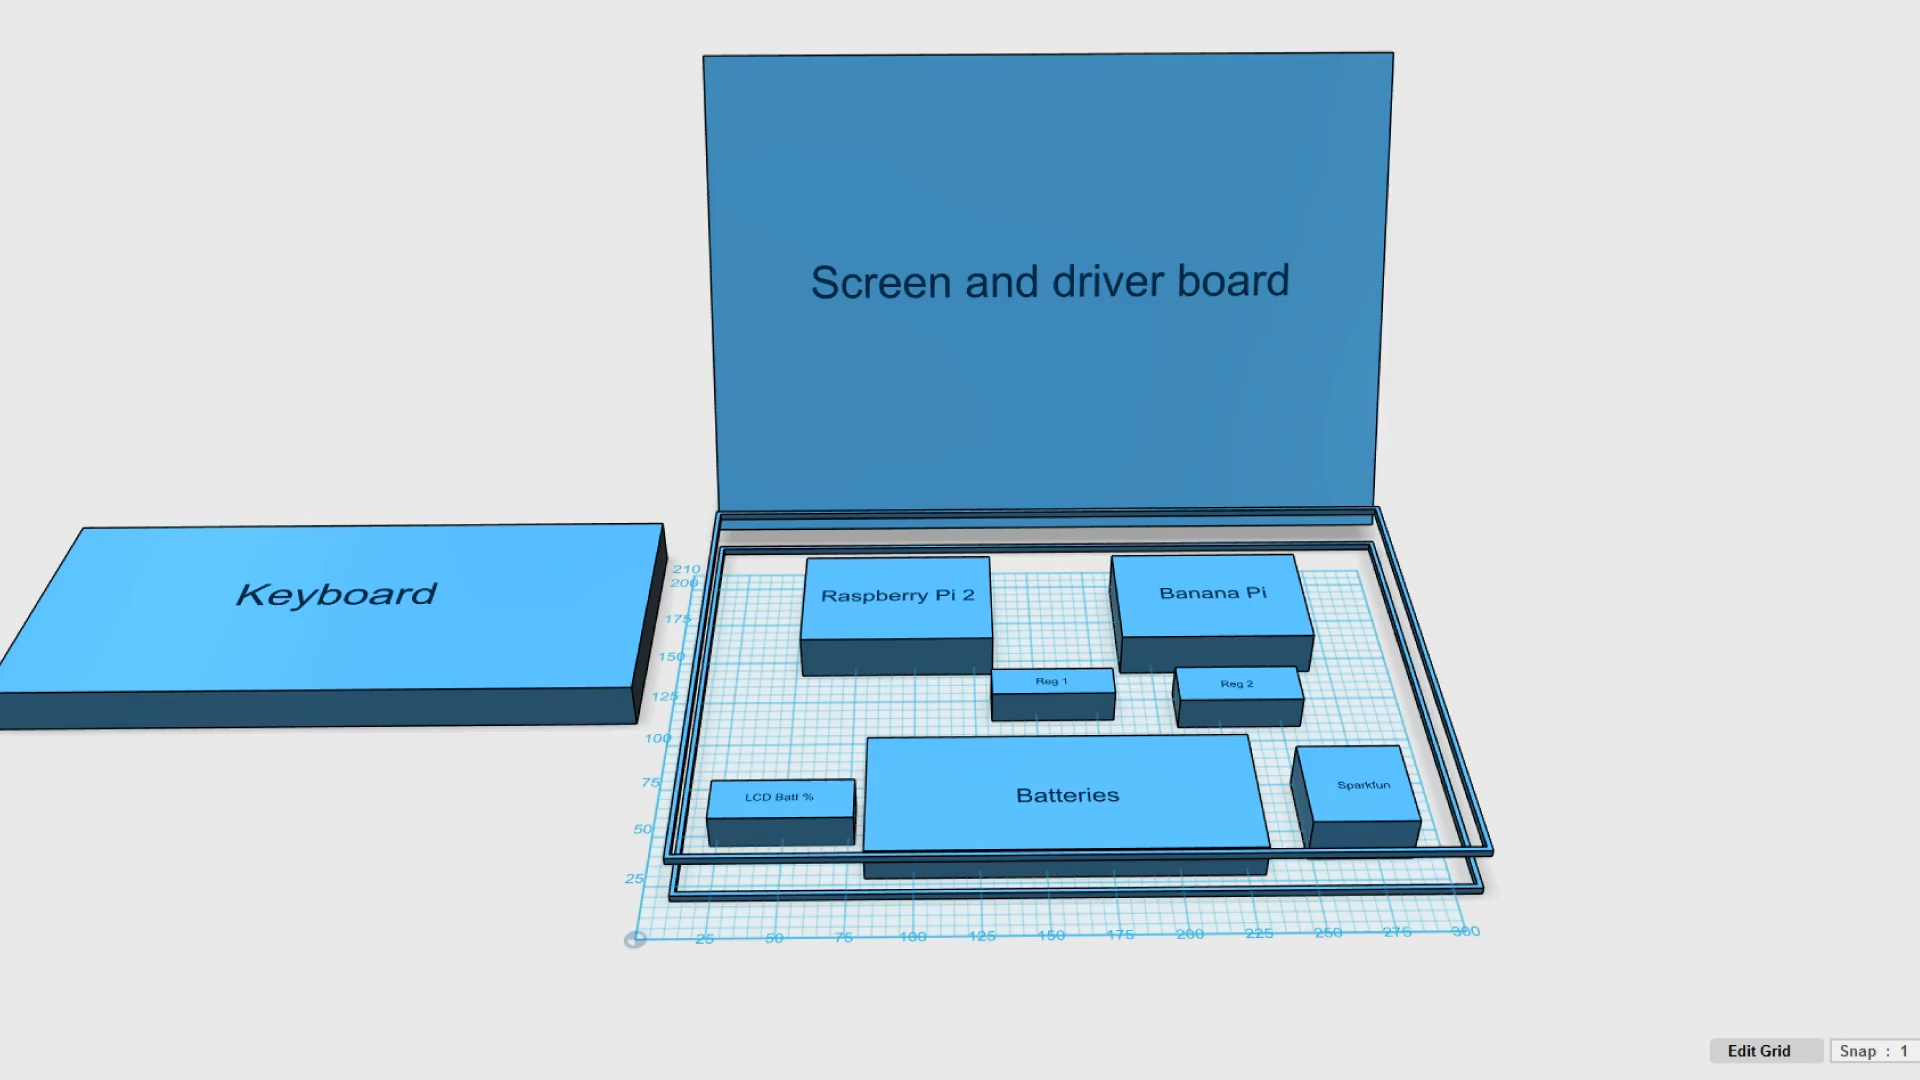 Screen and driver board
Keyboard
Raspberry Pi 2
Banana Pi
Reg 1
Reg 2
LCD Batt %
Batteries
Sparkfun
210
200
175
150
125
100
75
50
25
25 50 75 100 125 150 175 200 225 250 275 300
Edit Grid
Snap : 1